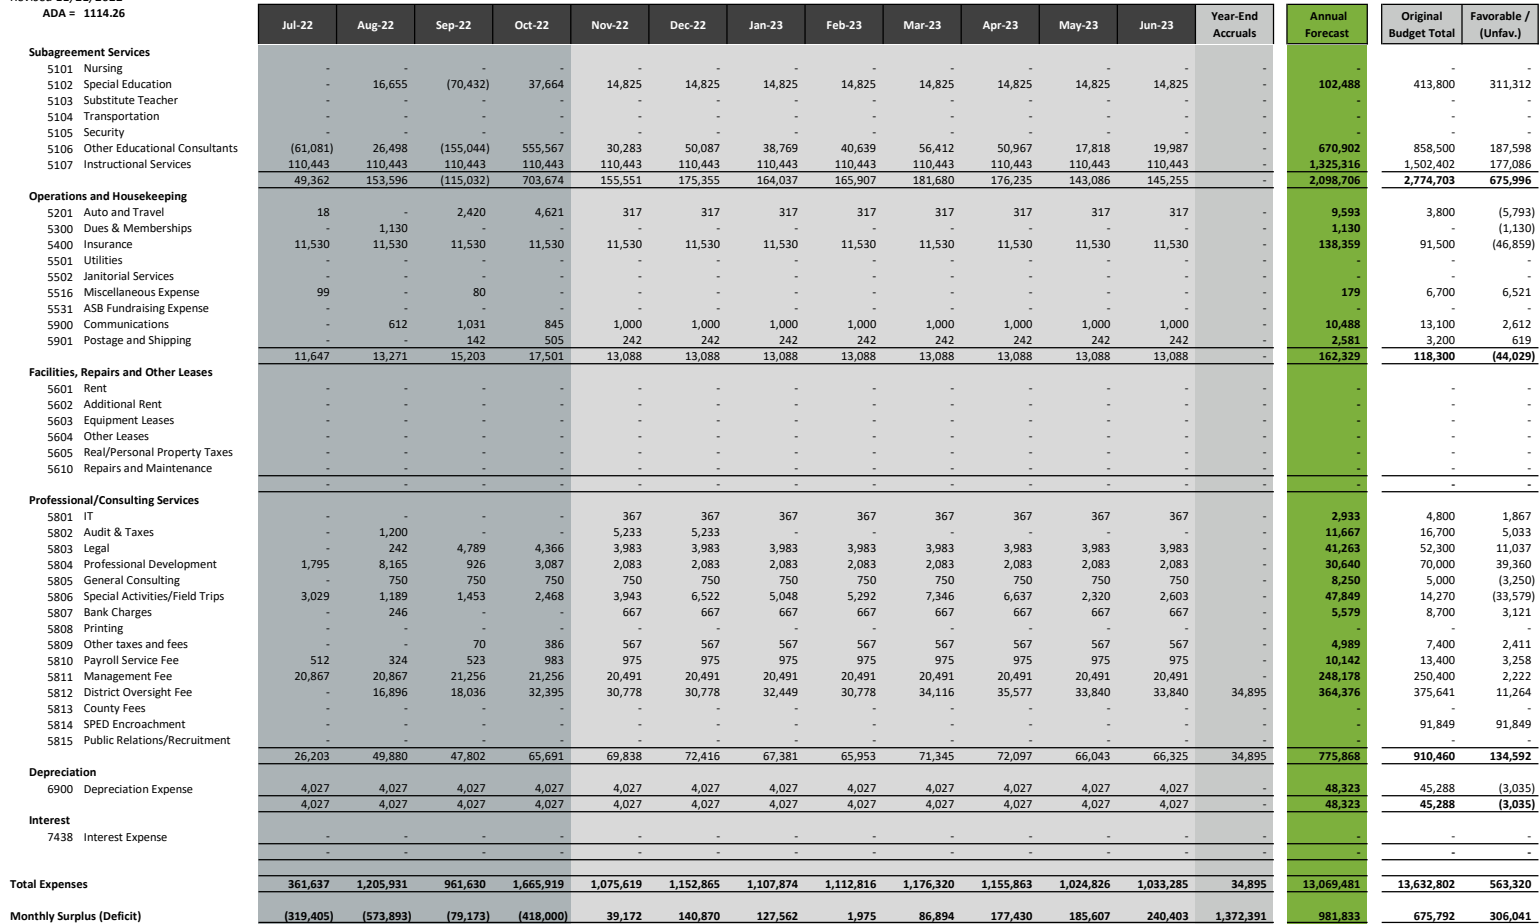 ADA = 1114.26
Jul-22 Aug-22 Sep-22 Oct-22 Nov-22 Dec-22 Jan-23 Feb-23 Mar-23 Apr-23 May-23 Jun-23 Year-End Accruals Annual Forecast Original Budget Total Favorable / (Unfav.)
Subagreement Services
5101 Nursing - - - - - - - - - - - - - - - -
5102 Special Education - 16,655 (70,432) 37,664 14,825 14,825 14,825 14,825 14,825 14,825 14,825 14,825 - 102,488 413,800 311,312
5103 Substitute Teacher - - - - - - - - - - - - - - - -
5104 Transportation - - - - - - - - - - - - - - - -
5105 Security - - - - - - - - - - - - - - - -
5106 Other Educational Consultants (61,081) 26,498 (155,044) 555,567 30,283 50,087 38,769 40,639 56,412 50,967 17,818 19,987 - 670,902 858,500 187,598
5107 Instructional Services 110,443 110,443 110,443 110,443 110,443 110,443 110,443 110,443 110,443 110,443 110,443 110,443 - 1,325,316 1,502,402 177,086
49,362 153,596 (115,032) 703,674 155,551 175,355 164,037 165,907 181,680 176,235 143,086 145,255 - 2,098,706 2,774,703 675,996
Operations and Housekeeping
5201 Auto and Travel 18 - 2,420 4,621 317 317 317 317 317 317 317 317 - 9,593 3,800 (5,793)
5300 Dues & Memberships - 1,130 - - - - - - - - - - - 1,130 - (1,130)
5400 Insurance 11,530 11,530 11,530 11,530 11,530 11,530 11,530 11,530 11,530 11,530 11,530 11,530 - 138,359 91,500 (46,859)
5501 Utilities - - - - - - - - - - - - - - - -
5502 Janitorial Services - - - - - - - - - - - - - - - -
5516 Miscellaneous Expense 99 - 80 - - - - - - - - - - 179 6,700 6,521
5531 ASB Fundraising Expense - - - - - - - - - - - - - - - -
5900 Communications - 612 1,031 845 1,000 1,000 1,000 1,000 1,000 1,000 1,000 1,000 - 10,488 13,100 2,612
5901 Postage and Shipping - - 142 505 242 242 242 242 242 242 242 242 - 2,581 3,200 619
11,647 13,271 15,203 17,501 13,088 13,088 13,088 13,088 13,088 13,088 13,088 13,088 - 162,329 118,300 (44,029)
Facilities, Repairs and Other Leases
5601 Rent - - - - - - - - - - - - - - - -
5602 Additional Rent - - - - - - - - - - - - - - - -
5603 Equipment Leases - - - - - - - - - - - - - - - -
5604 Other Leases - - - - - - - - - - - - - - - -
5605 Real/Personal Property Taxes - - - - - - - - - - - - - - - -
5610 Repairs and Maintenance - - - - - - - - - - - - - - - -
- - - - - - - - - - - - - - - -
Professional/Consulting Services
5801 IT - - - - 367 367 367 367 367 367 367 367 - 2,933 4,800 1,867
5802 Audit & Taxes - 1,200 - - 5,233 5,233 - - - - - - - 11,667 16,700 5,033
5803 Legal - 242 4,789 4,366 3,983 3,983 3,983 3,983 3,983 3,983 3,983 3,983 - 41,263 52,300 11,037
5804 Professional Development 1,795 8,165 926 3,087 2,083 2,083 2,083 2,083 2,083 2,083 2,083 2,083 - 30,640 70,000 39,360
5805 General Consulting - 750 750 750 750 750 750 750 750 750 750 750 - 8,250 5,000 (3,250)
5806 Special Activities/Field Trips 3,029 1,189 1,453 2,468 3,943 6,522 5,048 5,292 7,346 6,637 2,320 2,603 - 47,849 14,270 (33,579)
5807 Bank Charges - 246 - - 667 667 667 667 667 667 667 667 - 5,579 8,700 3,121
5808 Printing - - - - - - - - - - - - - - - -
5809 Other taxes and fees - - 70 386 567 567 567 567 567 567 567 567 - 4,989 7,400 2,411
5810 Payroll Service Fee 512 324 523 983 975 975 975 975 975 975 975 975 - 10,142 13,400 3,258
5811 Management Fee 20,867 20,867 21,256 21,256 20,491 20,491 20,491 20,491 20,491 20,491 20,491 20,491 - 248,178 250,400 2,222
5812 District Oversight Fee - 16,896 18,036 32,395 30,778 30,778 32,449 30,778 34,116 35,577 33,840 33,840 34,895 364,376 375,641 11,264
5813 County Fees - - - - - - - - - - - - - - - -
5814 SPED Encroachment - - - - - - - - - - - - - - 91,849 91,849
5815 Public Relations/Recruitment - - - - - - - - - - - - - - - -
26,203 49,880 47,802 65,691 69,838 72,416 67,381 65,953 71,345 72,097 66,043 66,325 34,895 775,868 910,460 134,592
Depreciation
6900 Depreciation Expense 4,027 4,027 4,027 4,027 4,027 4,027 4,027 4,027 4,027 4,027 4,027 4,027 - 48,323 45,288 (3,035)
4,027 4,027 4,027 4,027 4,027 4,027 4,027 4,027 4,027 4,027 4,027 4,027 - 48,323 45,288 (3,035)
Interest
7438 Interest Expense - - - - - - - - - - - - - - - -
- - - - - - - - - - - - - - - -
Total Expenses 361,637 1,205,931 961,630 1,665,919 1,075,619 1,152,865 1,107,874 1,112,816 1,176,320 1,155,863 1,024,826 1,033,285 34,895 13,069,481 13,632,802 563,320
Monthly Surplus (Deficit) (319,405) (573,893) (79,173) (418,000) 39,172 140,870 127,562 1,975 86,894 177,430 185,607 240,403 1,372,391 981,833 675,792 306,041